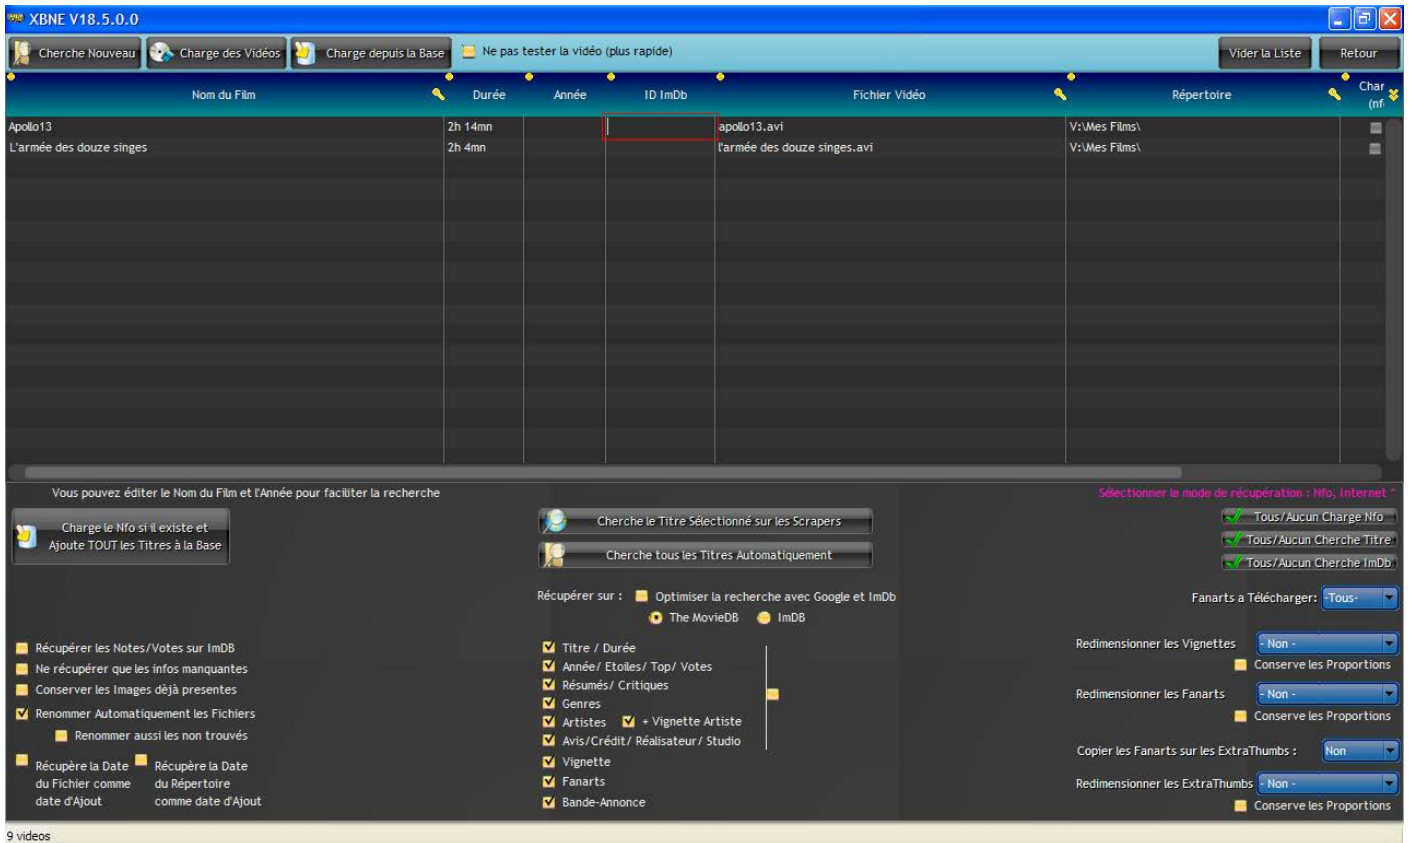 XBNE V18.5.0.0
Cherche Nouveau Charge des Vidéos Charge depuis la Base Ne pas tester la vidéo (plus rapide) Vider la Liste Retour
Nom du Film Durée Année ID ImDb Fichier Vidéo Répertoire Char
(nf
Apollo13 2h 14mn apollo13.avi V:\Mes Films\
L'armée des douze singes 2h 4mn l'armée des douze singes.avi V:\Mes Films\
Vous pouvez éditer le Nom du Film et l'Année pour faciliter la recherche
Sélectionner le mode de récupération : Nfo, Internet
Charge le Nfo si il existe et
Ajoute TOUT les Titres à la Base
Cherche le Titre Sélectionné sur les Scrapers
Cherche tous les Titres Automatiquement
Tous/Aucun Charge Nfo
Tous/Aucun Cherche Titre
Tous/Aucun Cherche ImDb
Récupérer sur : Optimiser la recherche avec Google et ImDb
The MovieDB ImDB
Fanarts a Télécharger: -Tous-
Récupérer les Notes/Votes sur ImDB
Ne récupérer que les infos manquantes
Conserver les Images dèjà presentes
Renommer Automatiquement les Fichiers
Renommer aussi les non trouvés
Récupère la Date
du Fichier comme
date d'Ajout
Récupère la Date
du Répertoire
comme date d'Ajout
Titre / Durée
Année/ Etoiles/ Top/ Votes
Résumés/ Critiques
Genres
Artistes + Vignette Artiste
Avis/Crédit/ Réalisateur/ Studio
Vignette
Fanarts
Bande-Annonce
Redimensionner les Vignettes - Non -
Conserve les Proportions
Redimensionner les Fanarts - Non -
Conserve les Proportions
Copier les Fanarts sur les ExtraThumbs : Non
Redimensionner les ExtraThumbs - Non -
Conserve les Proportions
9 videos